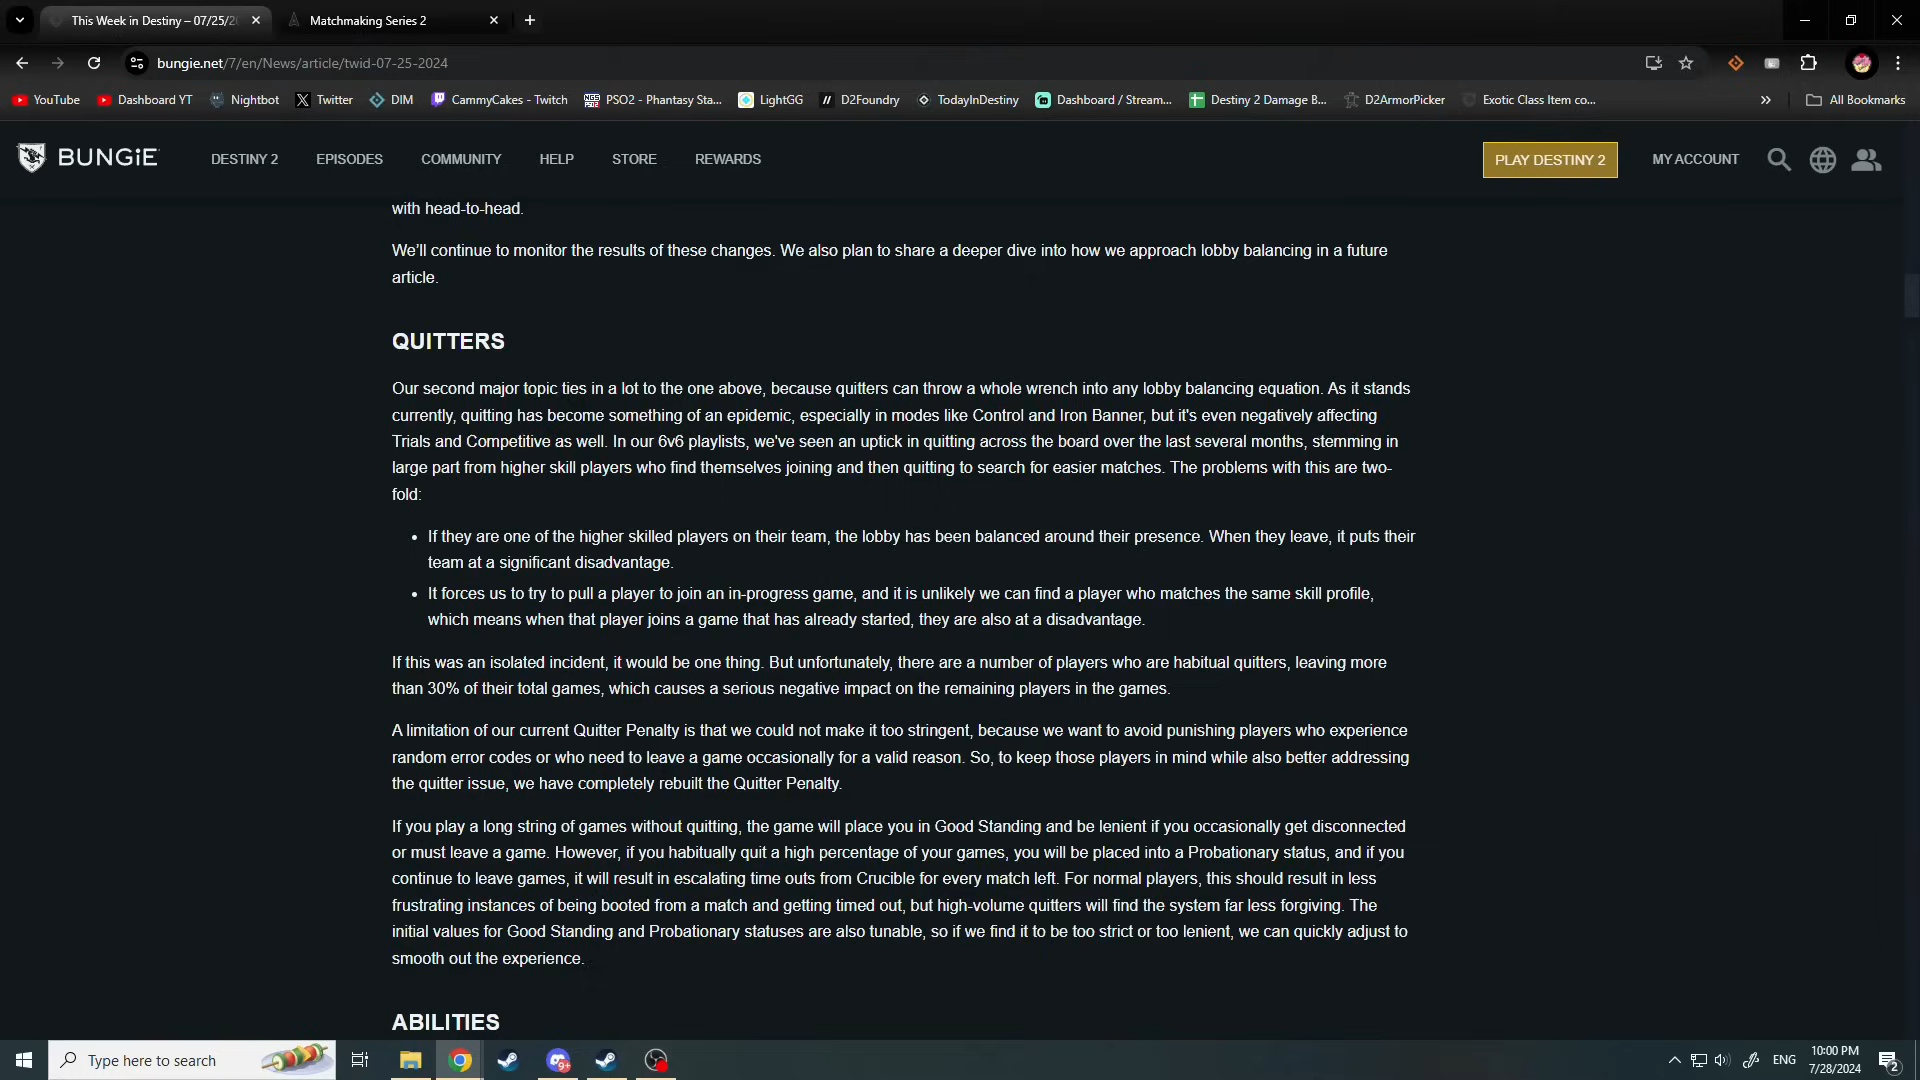 This Week in Destiny – 07/25/2
Matchmaking Series 2
bungie.net/7/en/News/article/twid-07-25-2024
YouTube
Dashboard YT
Nightbot
Twitter
DIM
CammyCakes - Twitch
PSO2 - Phantasy Sta...
LightGG
D2Foundry
TodayInDestiny
Dashboard / Stream...
Destiny 2 Damage B...
D2ArmorPicker
Exotic Class Item co...
All Bookmarks
BUNGiE
DESTINY 2
EPISODES
COMMUNITY
HELP
STORE
REWARDS
PLAY DESTINY 2
MY ACCOUNT
with head-to-head.
We’ll continue to monitor the results of these changes. We also plan to share a deeper dive into how we approach lobby balancing in a future
article.
QUITTERS
Our second major topic ties in a lot to the one above, because quitters can throw a whole wrench into any lobby balancing equation. As it stands
currently, quitting has become something of an epidemic, especially in modes like Control and Iron Banner, but it's even negatively affecting
Trials and Competitive as well. In our 6v6 playlists, we've seen an uptick in quitting across the board over the last several months, stemming in
large part from higher skill players who find themselves joining and then quitting to search for easier matches. The problems with this are two-
fold:
• If they are one of the higher skilled players on their team, the lobby has been balanced around their presence. When they leave, it puts their
team at a significant disadvantage.
• It forces us to try to pull a player to join an in-progress game, and it is unlikely we can find a player who matches the same skill profile,
which means when that player joins a game that has already started, they are also at a disadvantage.
If this was an isolated incident, it would be one thing. But unfortunately, there are a number of players who are habitual quitters, leaving more
than 30% of their total games, which causes a serious negative impact on the remaining players in the games.
A limitation of our current Quitter Penalty is that we could not make it too stringent, because we want to avoid punishing players who experience
random error codes or who need to leave a game occasionally for a valid reason. So, to keep those players in mind while also better addressing
the quitter issue, we have completely rebuilt the Quitter Penalty.
If you play a long string of games without quitting, the game will place you in Good Standing and be lenient if you occasionally get disconnected
or must leave a game. However, if you habitually quit a high percentage of your games, you will be placed into a Probationary status, and if you
continue to leave games, it will result in escalating time outs from Crucible for every match left. For normal players, this should result in less
frustrating instances of being booted from a match and getting timed out, but high-volume quitters will find the system far less forgiving. The
initial values for Good Standing and Probationary statuses are also tunable, so if we find it to be too strict or too lenient, we can quickly adjust to
smooth out the experience.
ABILITIES
Type here to search
9+
ENG
10:00 PM
7/28/2024
2